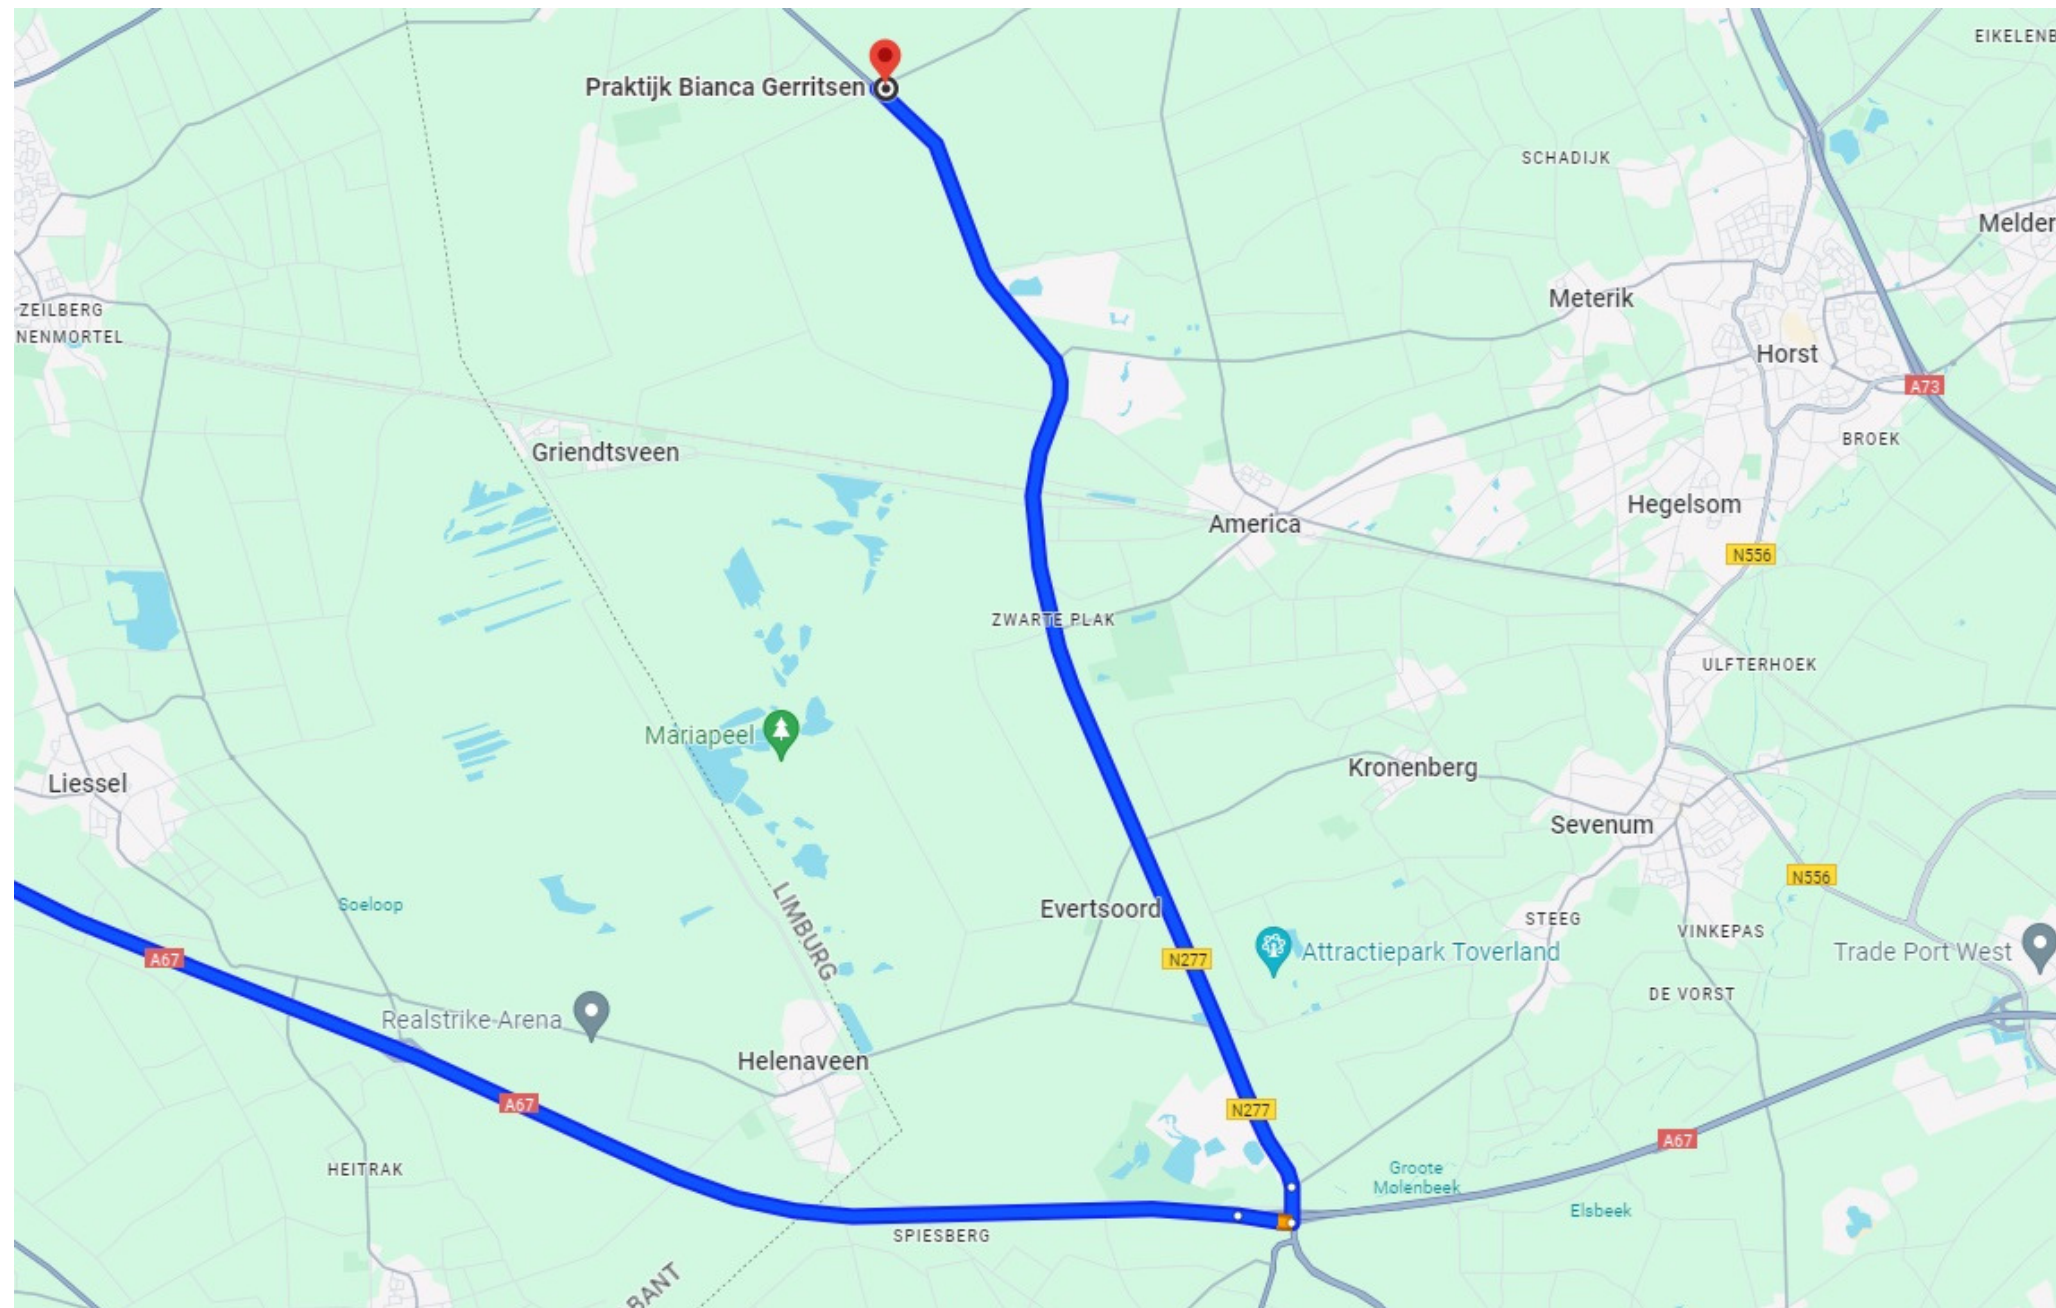 EIKELENB
Praktijk Bianca Gerritsen
SCHADIJK
Melder
ZEILBERG
NENMORTEL
Meterik
Horst
A73
BROEK
Griendtsveen
Hegelsom
America
N556
ZWARTE PLAK
ULFTERHOEK
Mariapeel
Kronenberg
Liessel
Sevenum
N556
Soeloop
LIMBURG
Evertsoord
STEEG
VINKEPAS
A67
N277
Attractiepark Toverland
Trade Port West
DE VORST
Realstrike Arena
Helenaveen
A67
N277
A67
HEITRAK
Groote
Molenbeek
Elsbeek
SPIESBERG
BANT